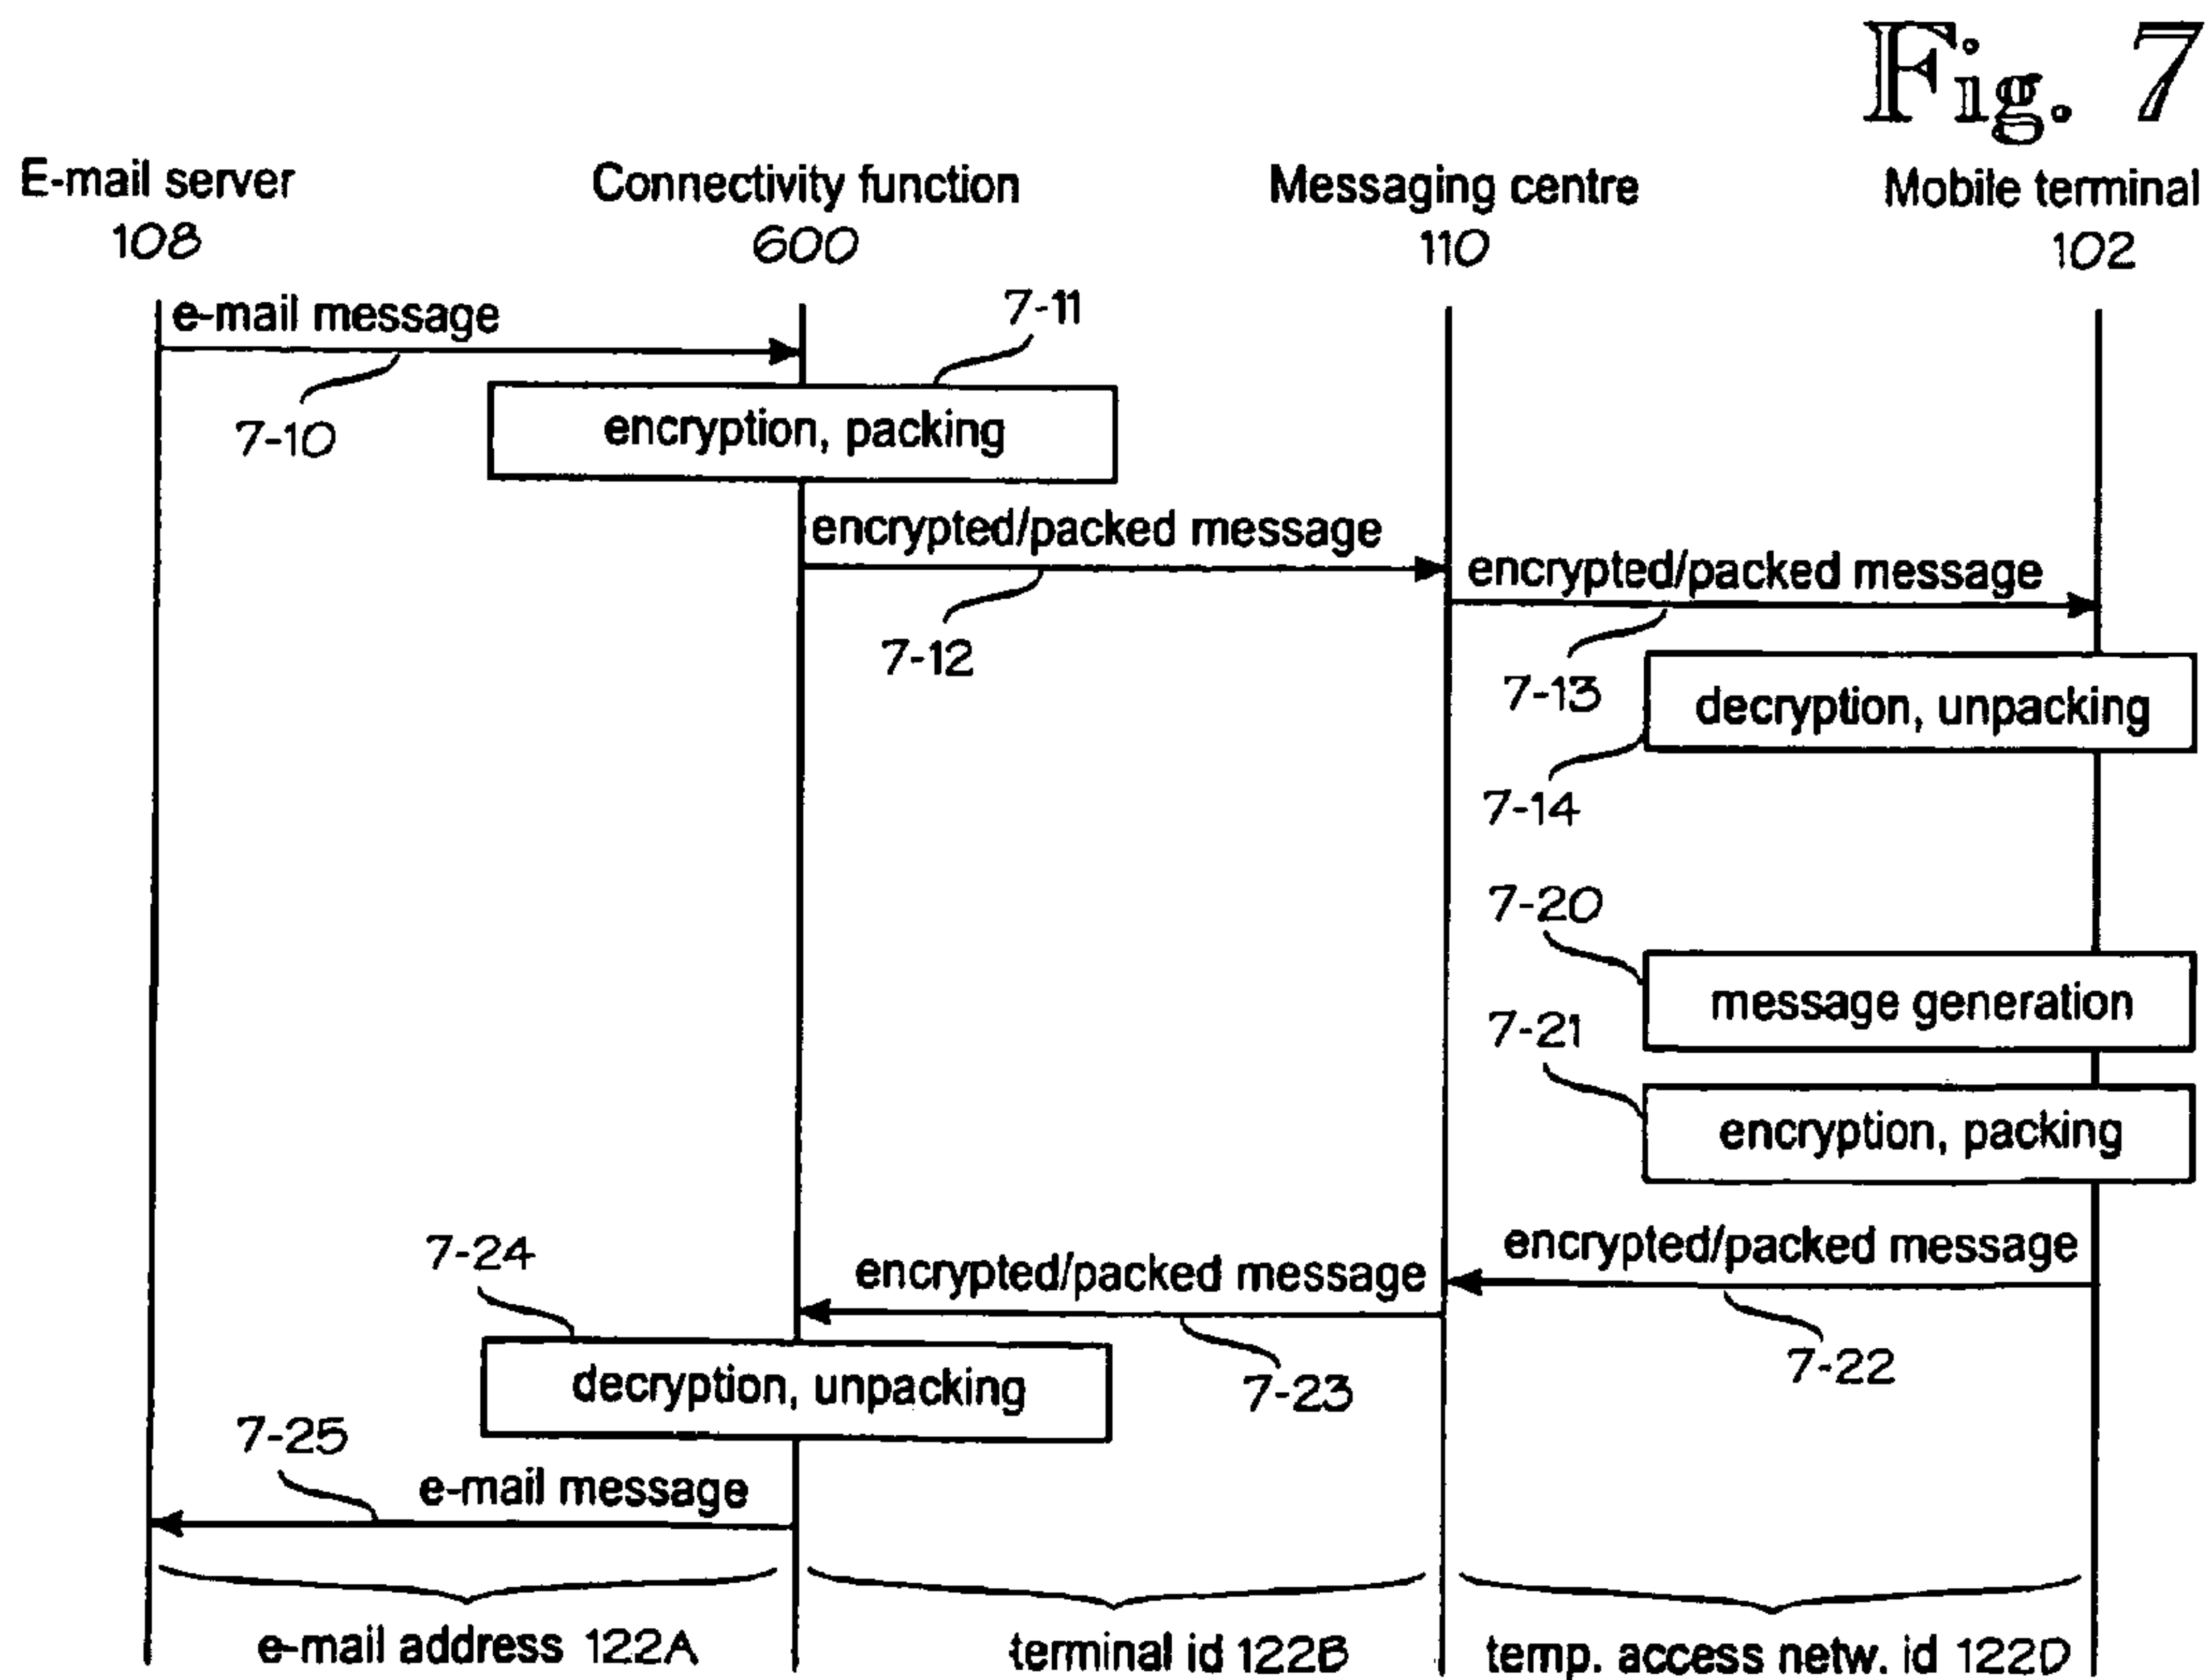 Fig. 7
E-mail server
108
Connectivity function
600
Messaging centre
110
Mobile terminal
102
e-mail message
7-10
7-11
encryption, packing
encrypted/packed message
7-12
encrypted/packed message
7-13
decryption, unpacking
7-14
7-20
message generation
7-21
encryption, packing
encrypted/packed message
7-22
encrypted/packed message
7-23
7-24
decryption, unpacking
7-25
e-mail message
e-mail address 122A
terminal id 122B
temp. access netw. id 122D